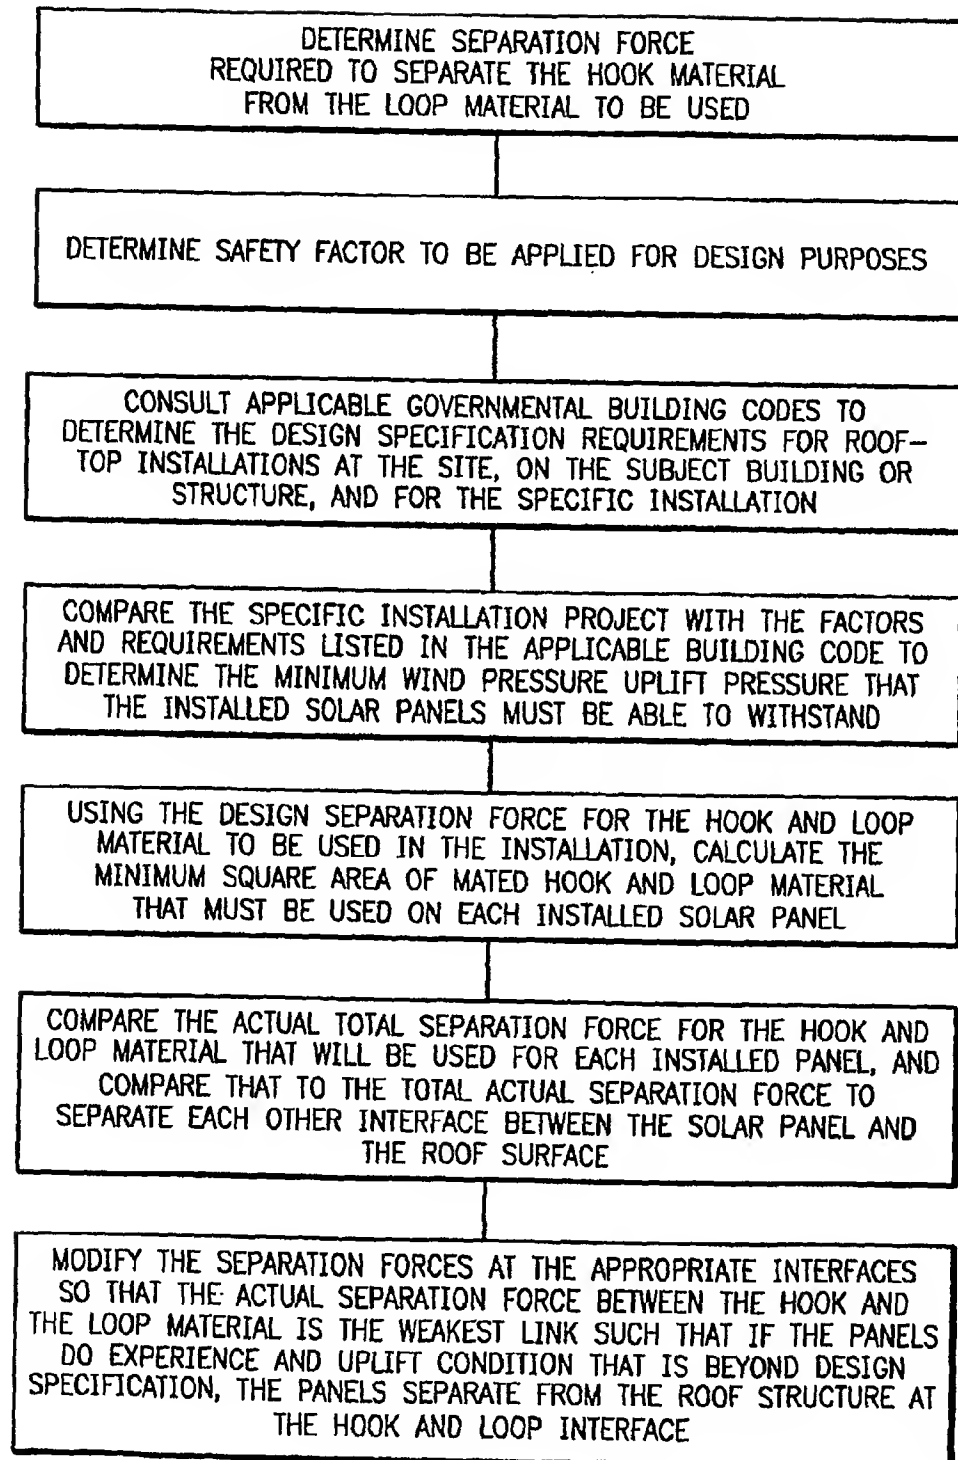 DETERMINE SEPARATION FORCE
REQUIRED TO SEPARATE THE HOOK MATERIAL
FROM THE LOOP MATERIAL TO BE USED
DETERMINE SAFETY FACTOR TO BE APPLIED FOR DESIGN PURPOSES
CONSULT APPLICABLE GOVERNMENTAL BUILDING CODES TO
DETERMINE THE DESIGN SPECIFICATION REQUIREMENTS FOR ROOF-
TOP INSTALLATIONS AT THE SITE, ON THE SUBJECT BUILDING OR
STRUCTURE, AND FOR THE SPECIFIC INSTALLATION
COMPARE THE SPECIFIC INSTALLATION PROJECT WITH THE FACTORS
AND REQUIREMENTS LISTED IN THE APPLICABLE BUILDING CODE TO
DETERMINE THE MINIMUM WIND PRESSURE UPLIFT PRESSURE THAT
THE INSTALLED SOLAR PANELS MUST BE ABLE TO WITHSTAND
USING THE DESIGN SEPARATION FORCE FOR THE HOOK AND LOOP
MATERIAL TO BE USED IN THE INSTALLATION, CALCULATE THE
MINIMUM SQUARE AREA OF MATED HOOK AND LOOP MATERIAL
THAT MUST BE USED ON EACH INSTALLED SOLAR PANEL
COMPARE THE ACTUAL TOTAL SEPARATION FORCE FOR THE HOOK AND
LOOP MATERIAL THAT WILL BE USED FOR EACH INSTALLED PANEL, AND
COMPARE THAT TO THE TOTAL ACTUAL SEPARATION FORCE TO
SEPARATE EACH OTHER INTERFACE BETWEEN THE SOLAR PANEL AND
THE ROOF SURFACE
MODIFY THE SEPARATION FORCES AT THE APPROPRIATE INTERFACES
SO THAT THE ACTUAL SEPARATION FORCE BETWEEN THE HOOK AND
THE LOOP MATERIAL IS THE WEAKEST LINK SUCH THAT IF THE PANELS
DO EXPERIENCE AND UPLIFT CONDITION THAT IS BEYOND DESIGN
SPECIFICATION, THE PANELS SEPARATE FROM THE ROOF STRUCTURE AT
THE HOOK AND LOOP INTERFACE